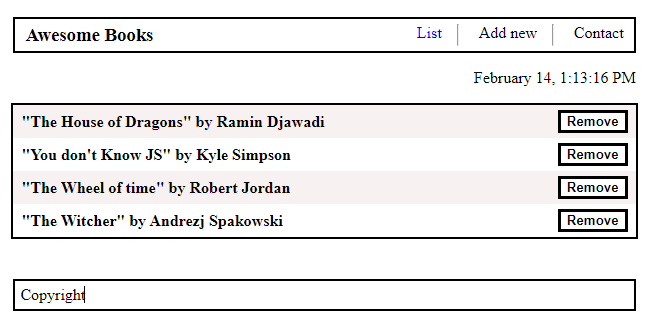 Awesome Books List Add new Contact
February 14, 1:13:16 PM
"The House of Dragons" by Ramin Djawadi Remove
"You don't Know JS" by Kyle Simpson Remove
"The Wheel of time" by Robert Jordan Remove
"The Witcher" by Andrezj Spakowski Remove
Copyright